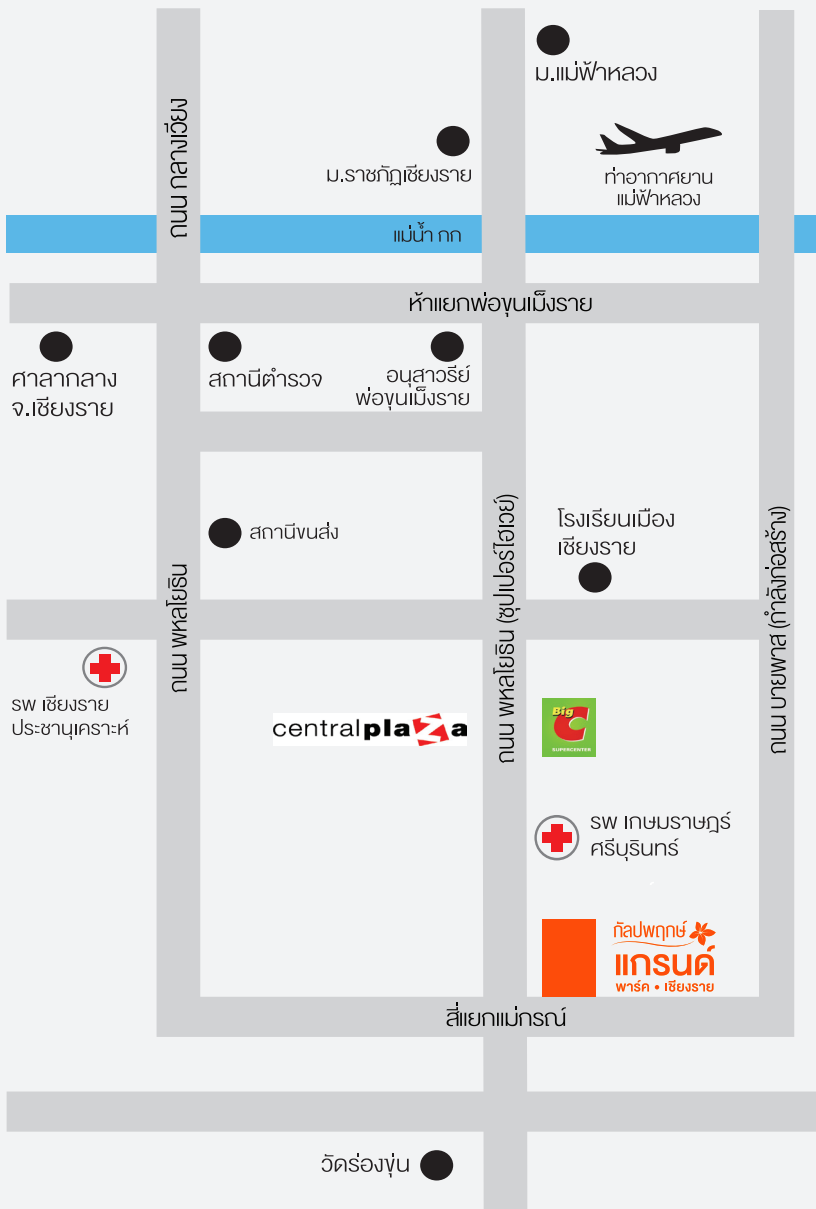 ม.แม่ฟ้าหลวง
ถนน กลางเวียง
ม.ราชภัฏเชียงราย
ท่าอากาศยาน
แม่ฟ้าหลวง
แม่น้ำ กก
ห้าแยกพ่อขุนเม็งราย
ศาลากลาง
จ.เชียงราย
สถานีตำรวจ
อนุสาวรีย์
พ่อขุนเม็งราย
สถานีขนส่ง
โรงเรียนเมือง
เชียงราย
ถนน พหลโยธิน
ถนน พหลโยธิน (ซุปเปอร์ไฮเวย์)
ถนน บายพาส (กำลังก่อสร้าง)
รพ เชียงราย
ประชานุเคราะห์
centralplaza
Big
C
SUPERCENTER
รพ เกษมราษฎร์
ศรีบุรินทร์
กัลปพฤกษ์
แกรนด์
พาร์ค • เชียงราย
สี่แยกแม่กรณ์
วัดร่องขุ่น